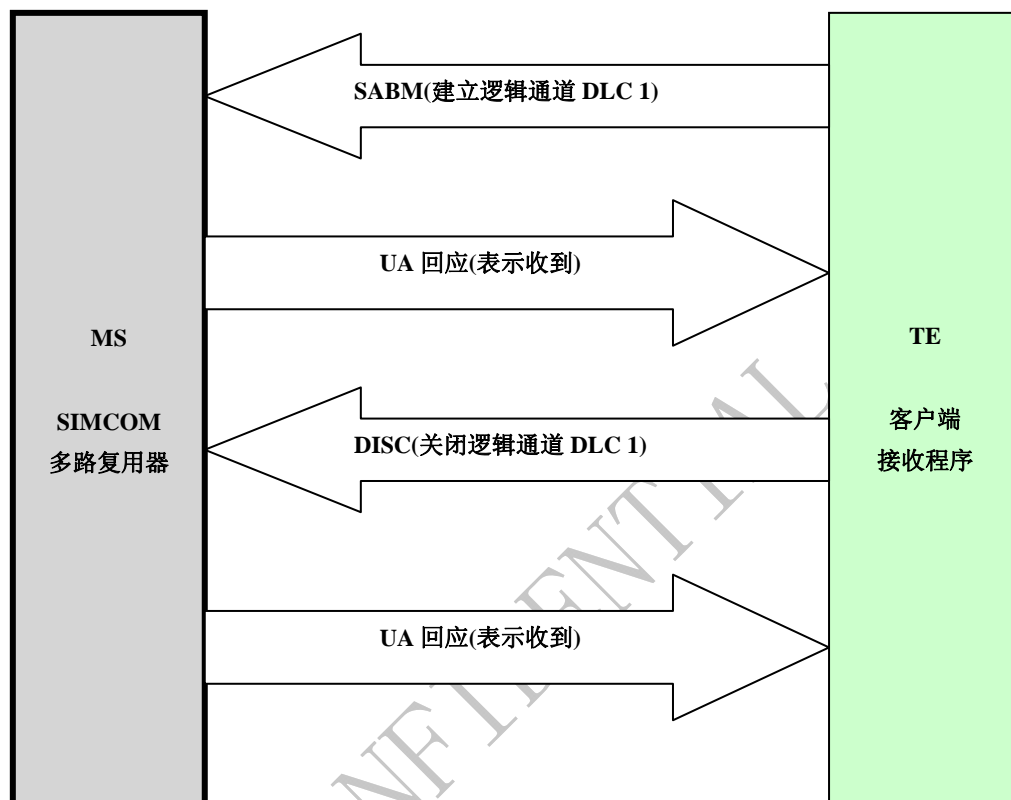 SABM(建立逻辑通道 DLC 1)
UA 回应(表示收到)
MS
SIMCOM
多路复用器
TE
客户端
接收程序
DISC(关闭逻辑通道 DLC 1)
UA 回应(表示收到)
NFIDENTIAL